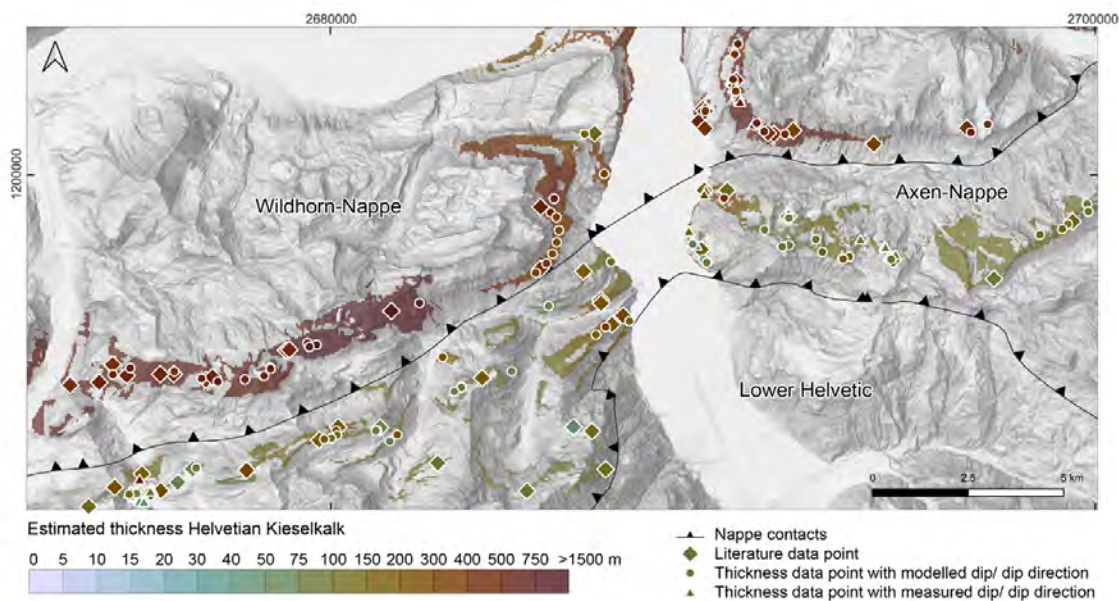 2680000
2700000
1200000
Wildhorn-Nappe
Axen-Nappe
Lower Helvetic
0 2.5 5 km
Estimated thickness Helvetian Kieselkalk
0 5 10 15 20 40 50 75 100 150 200 300 400 500 750 >1500 m
Nappe contacts
Literature data point
Thickness data point with modelled dip/ dip direction
Thickness data point with measured dip/ dip direction